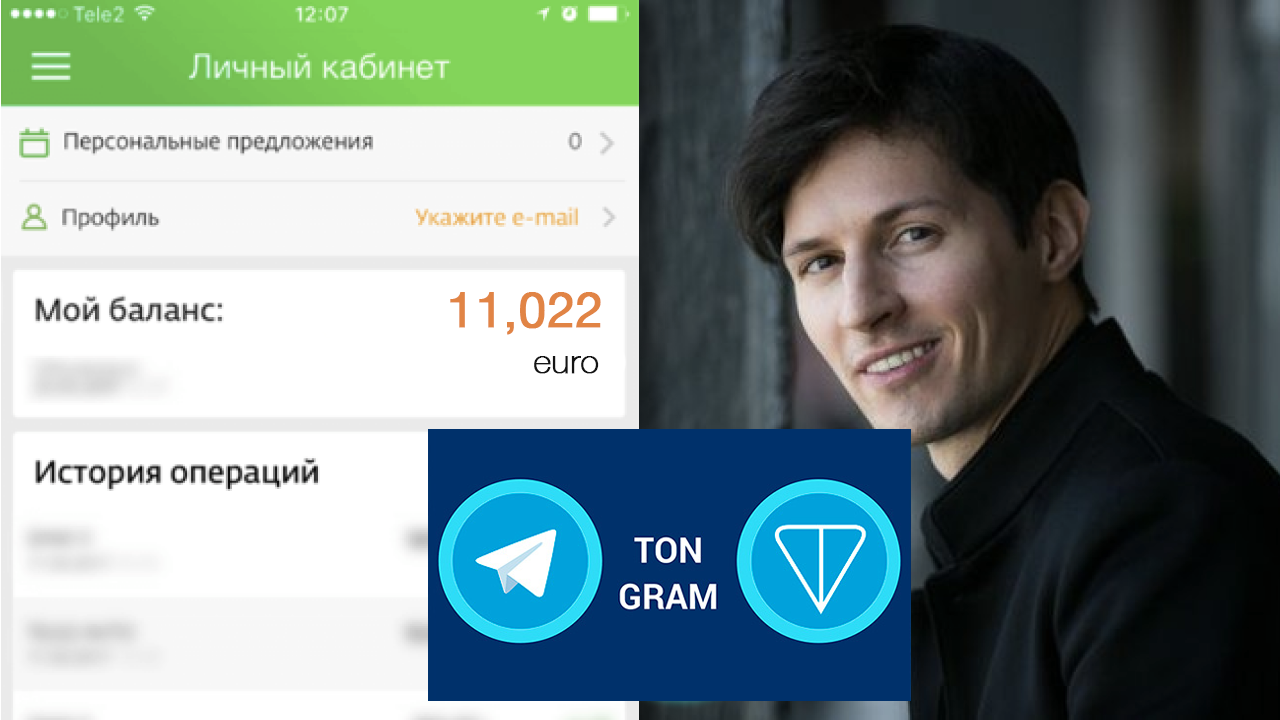 Tele2
12:07
Личный кабинет
Персональные предложения 0
Профиль Укажите e-mail
Мой баланс: 11,022
euro
История операций
TON
GRAM